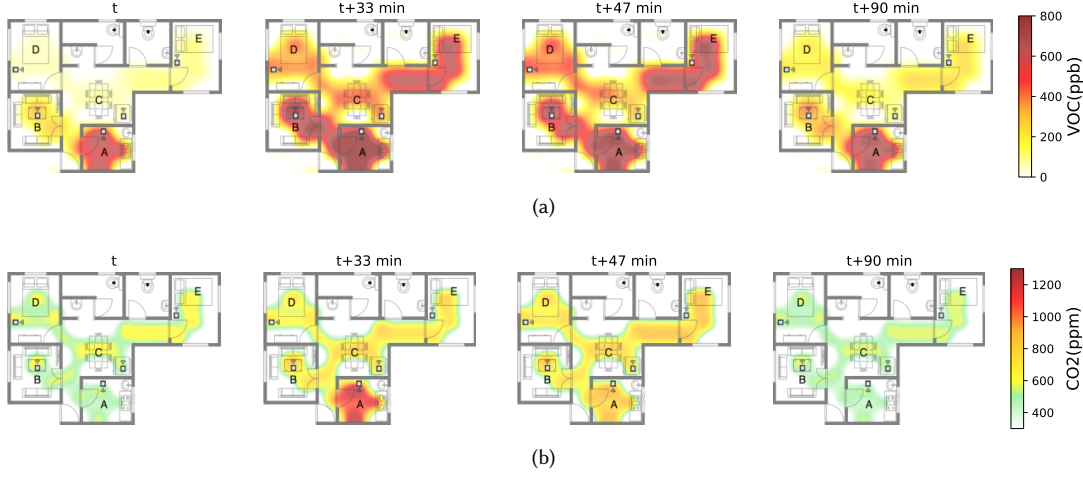 t
t+33 min
t+47 min
t+90 min
D
E
C
B
A
D
E
C
B
A
D
E
C
B
A
D
E
C
B
A
800
600
400
200
0
VOC(ppb)
(a)
t
t+33 min
t+47 min
t+90 min
D
E
C
B
A
D
E
C
B
A
D
E
C
B
A
D
E
C
B
A
1200
1000
800
600
400
CO2(ppm)
(b)